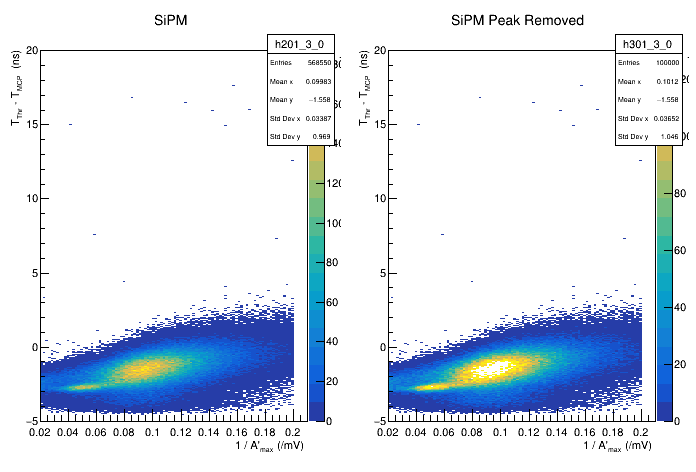 SiPM
SiPM Peak Removed
T_Thr - T_MCP (ns)
h201_3_0
Entries 568550
Mean x 0.09983
Mean y −1.558
Std Dev x 0.03387
Std Dev y 0.969
20
15
10
5
0
−5
0.02 0.04 0.06 0.08 0.1 0.12 0.14 0.16 0.18 0.2
1 / A'_max (/mV)
120
100
80
60
40
20
0
T_Thr - T_MCP (ns)
h301_3_0
Entries 100000
Mean x 0.1012
Mean y −1.558
Std Dev x 0.03652
Std Dev y 1.046
20
15
10
5
0
−5
0.02 0.04 0.06 0.08 0.1 0.12 0.14 0.16 0.18 0.2
1 / A'_max (/mV)
80
60
40
20
0